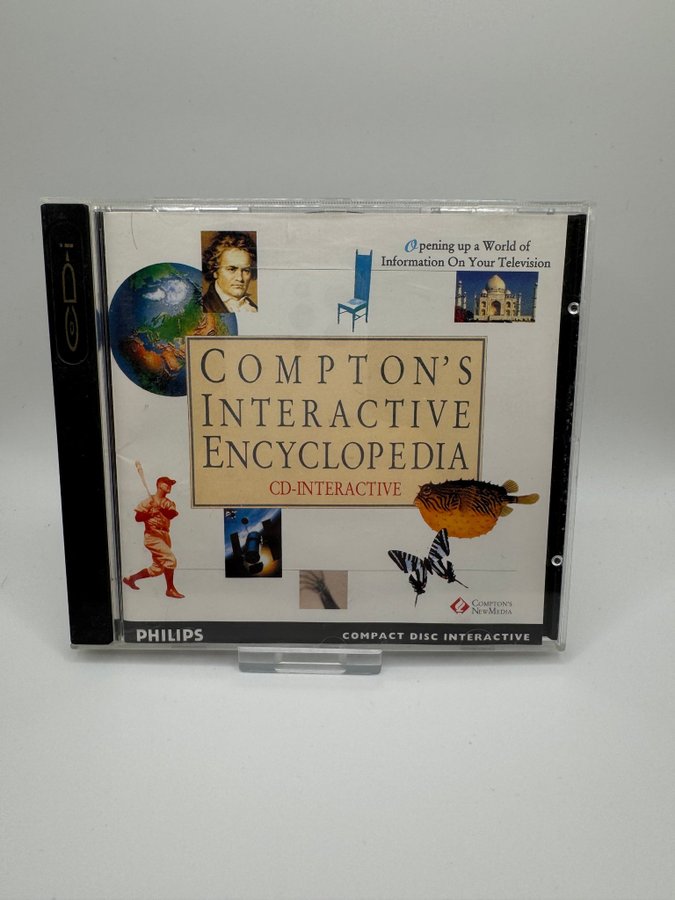 CD-i
Opening up a World of
Information On Your Television
COMPTON'S
INTERACTIVE
ENCYCLOPEDIA
CD-INTERACTIVE
COMPTON'S
NEWMEDIA
PHILIPS
COMPACT DISC INTERACTIVE